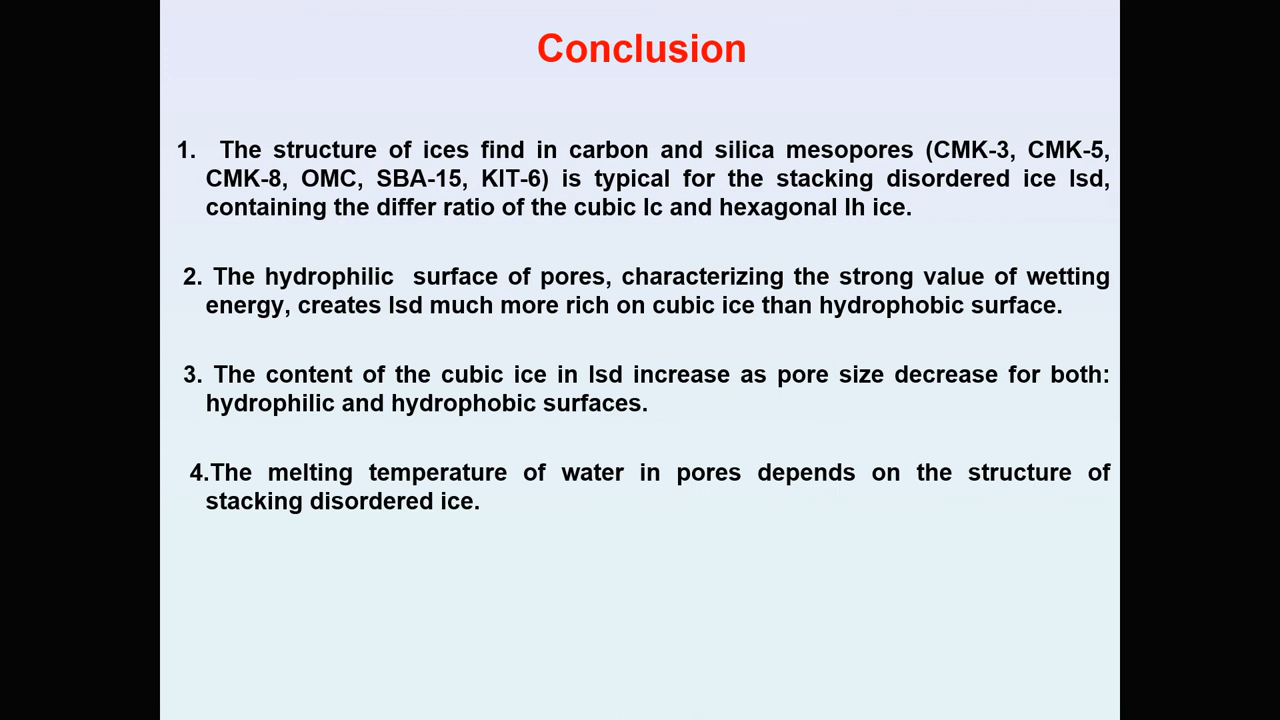 Conclusion
1. The structure of ices find in carbon and silica mesopores (CMK-3, CMK-5,
CMK-8, OMC, SBA-15, KIT-6) is typical for the stacking disordered ice Isd,
containing the differ ratio of the cubic Ic and hexagonal Ih ice.
2. The hydrophilic surface of pores, characterizing the strong value of wetting
energy, creates Isd much more rich on cubic ice than hydrophobic surface.
3. The content of the cubic ice in Isd increase as pore size decrease for both:
hydrophilic and hydrophobic surfaces.
4.The melting temperature of water in pores depends on the structure of
stacking disordered ice.